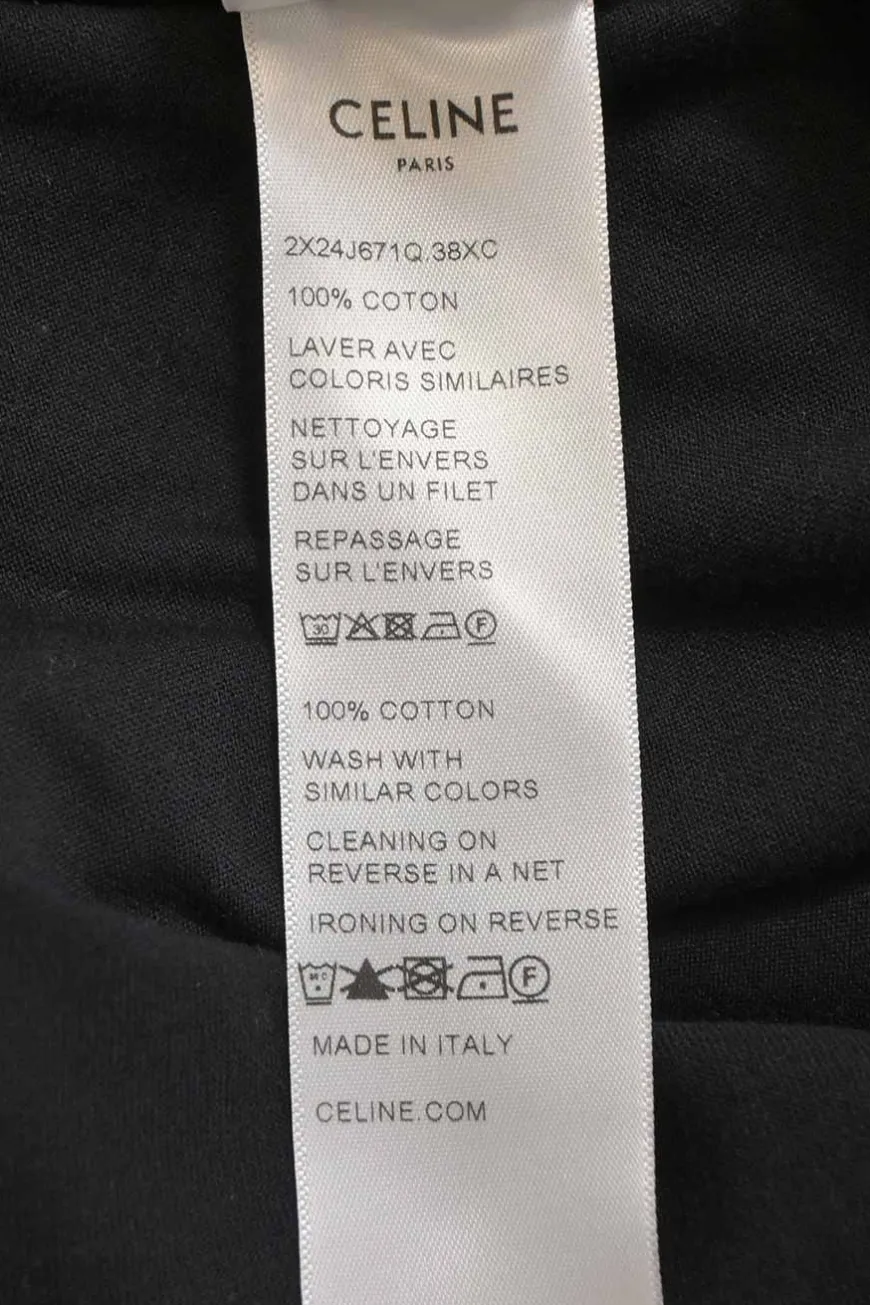 CELINE
PARIS
2X24J671Q.38XC
100% COTON
LAVER AVEC
COLORIS SIMILAIRES
NETTOYAGE
SUR L'ENVERS
DANS UN FILET
REPASSAGE
SUR L'ENVERS
30 F
100% COTTON
WASH WITH
SIMILAR COLORS
CLEANING ON
REVERSE IN A NET
IRONING ON REVERSE
F
MADE IN ITALY
CELINE.COM